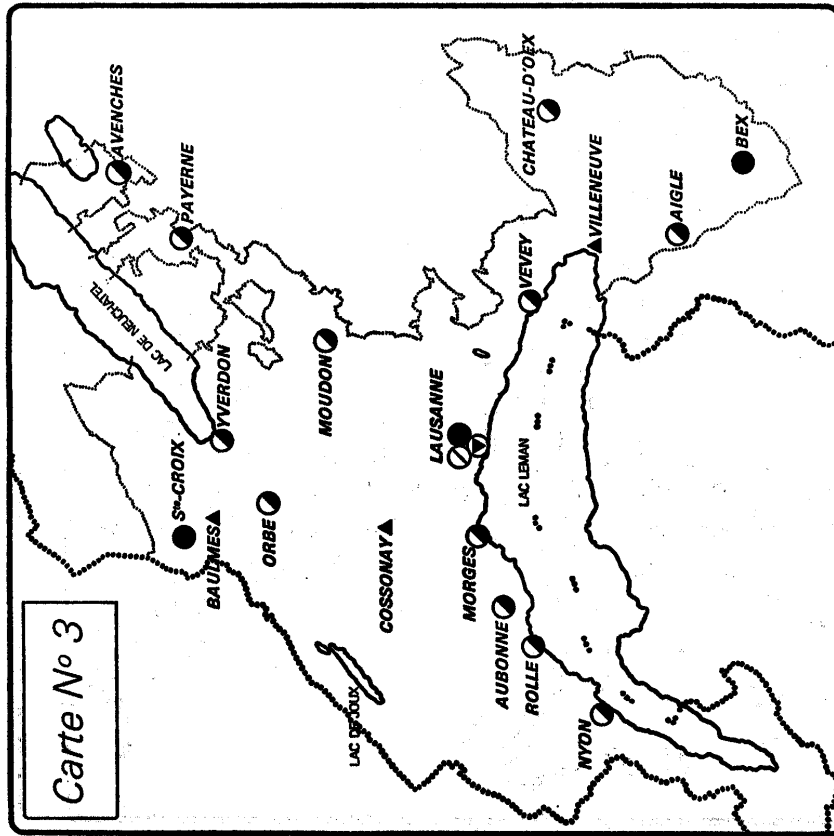 Carte N° 3
AVENCHES
PAYERNE
LAC DE NEUCHATEL
YVERDON
Ste-CROIX
BAULMES
ORBE
MOUDON
COSSONAY
LAC DE JOUX
LAUSANNE
MORGES
AUBONNE
ROLLE
NYON
LAC LEMAN
VEVEY
CHATEAU-D'OEX
VILLENEUVE
AIGLE
BEX